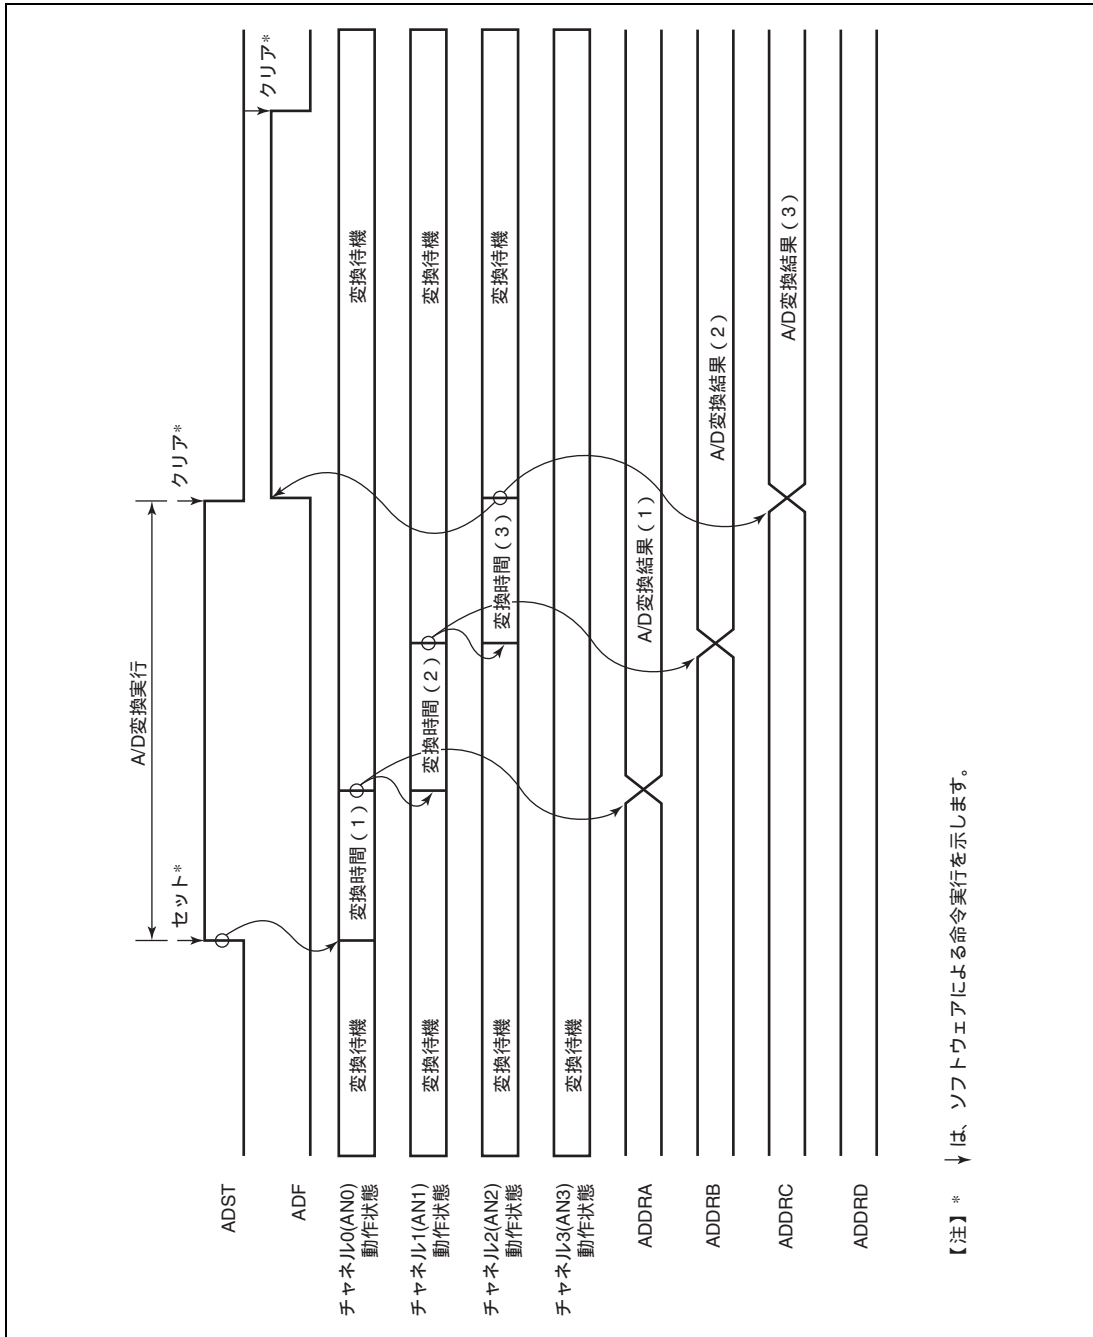 A/D変換実行
セット*
クリア*
クリア*
ADST
ADF
チャネル0(AN0)
動作状態
変換待機
変換時間(1)
変換待機
チャネル1(AN1)
動作状態
変換待機
変換時間(2)
変換待機
チャネル2(AN2)
動作状態
変換待機
変換時間(3)
変換待機
チャネル3(AN3)
動作状態
変換待機
ADDRA
A/D変換結果(1)
ADDRB
A/D変換結果(2)
ADDRC
A/D変換結果(3)
ADDRD
【注】* ↓は、ソフトウェアによる命令実行を示します。